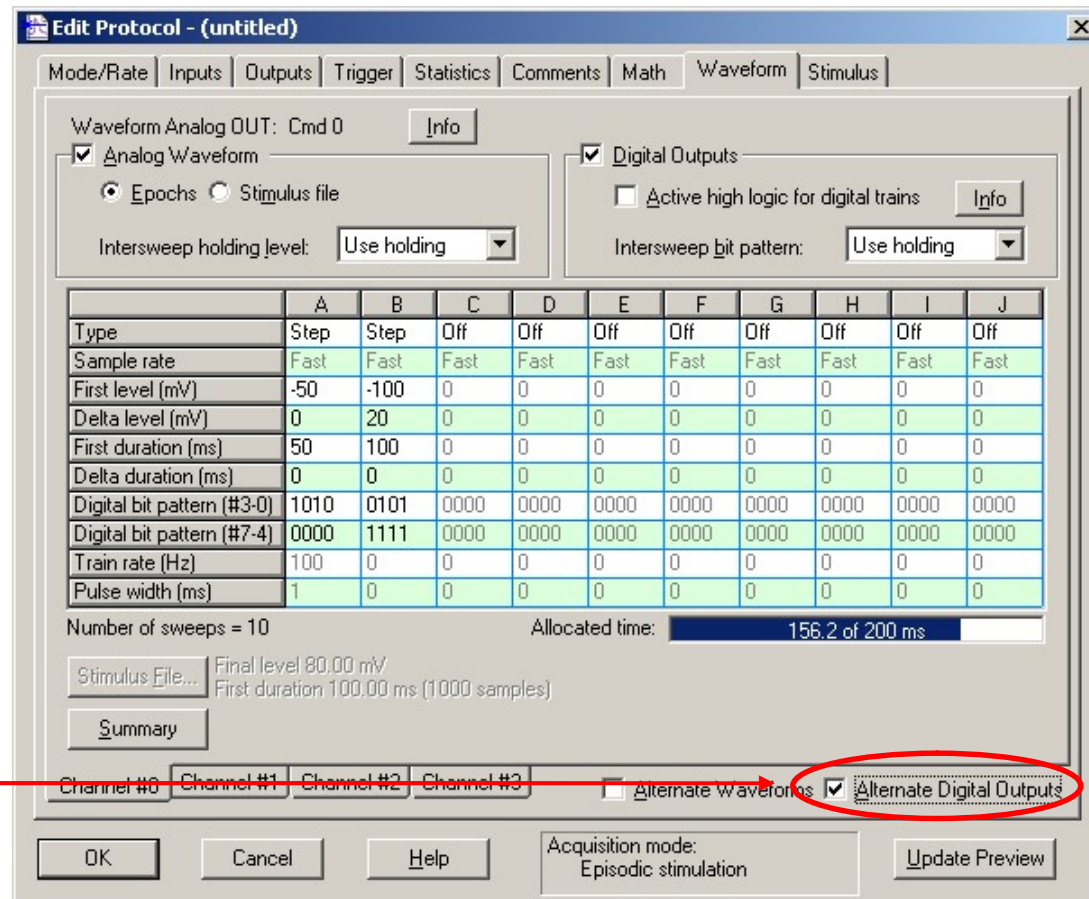 Edit Protocol - (untitled)
Mode/Rate Inputs Outputs Trigger Statistics Comments Math Waveform Stimulus
Waveform Analog OUT: Cmd 0 Info
Analog Waveform
Epochs Stimulus file
Intersweep holding level: Use holding
Digital Outputs
Active high logic for digital trains Info
Intersweep bit pattern: Use holding
A B C D E F G H I J
Type Step Step Off Off Off Off Off Off Off Off
Sample rate Fast Fast Fast Fast Fast Fast Fast Fast Fast Fast
First level (mV) -50 -100 0 0 0 0 0 0 0 0
Delta level (mV) 0 20 0 0 0 0 0 0 0 0
First duration (ms) 50 100 0 0 0 0 0 0 0 0
Delta duration (ms) 0 0 0 0 0 0 0 0 0 0
Digital bit pattern (#3-0) 1010 0101 0000 0000 0000 0000 0000 0000 0000 0000
Digital bit pattern (#7-4) 0000 1111 0000 0000 0000 0000 0000 0000 0000 0000
Train rate (Hz) 100 0 0 0 0 0 0 0 0 0
Pulse width (ms) 1 0 0 0 0 0 0 0 0 0
Number of sweeps = 10 Allocated time: 156.2 of 200 ms
Stimulus File... Final level 80.00 mV
First duration 100.00 ms (1000 samples)
Summary
Channel #0 Channel #1 Channel #2 Channel #3 Alternate Waveforms Alternate Digital Outputs
OK Cancel Help Acquisition mode: Update Preview
Episodic stimulation